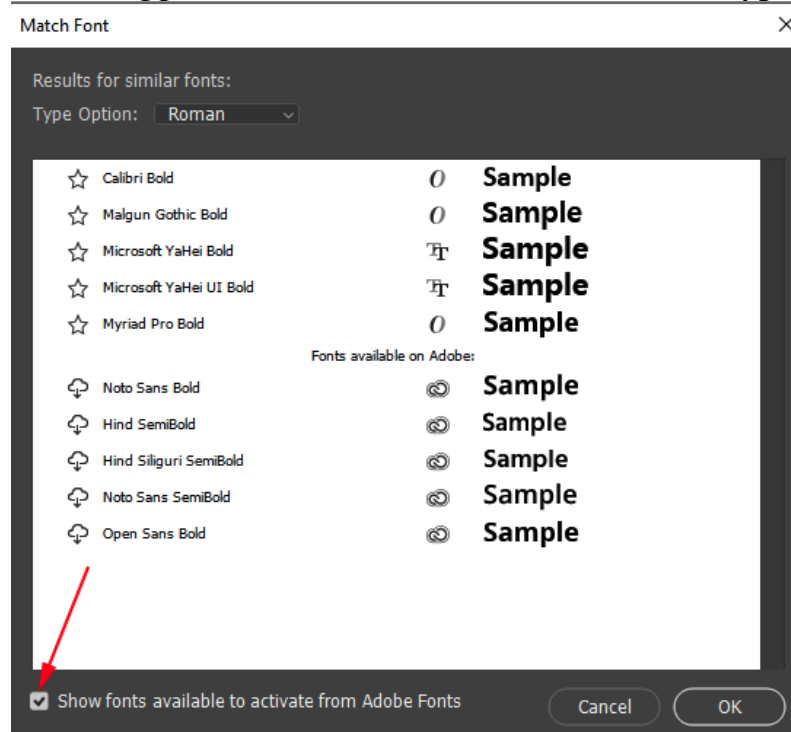 Match Font
Results for similar fonts:
Type Option: Roman
Calibri Bold Sample
Malgun Gothic Bold Sample
Microsoft YaHei Bold Sample
Microsoft YaHei UI Bold Sample
Myriad Pro Bold Sample
Fonts available on Adobe:
Noto Sans Bold Sample
Hind SemiBold Sample
Hind Siliguri SemiBold Sample
Noto Sans SemiBold Sample
Open Sans Bold Sample
Show fonts available to activate from Adobe Fonts Cancel OK